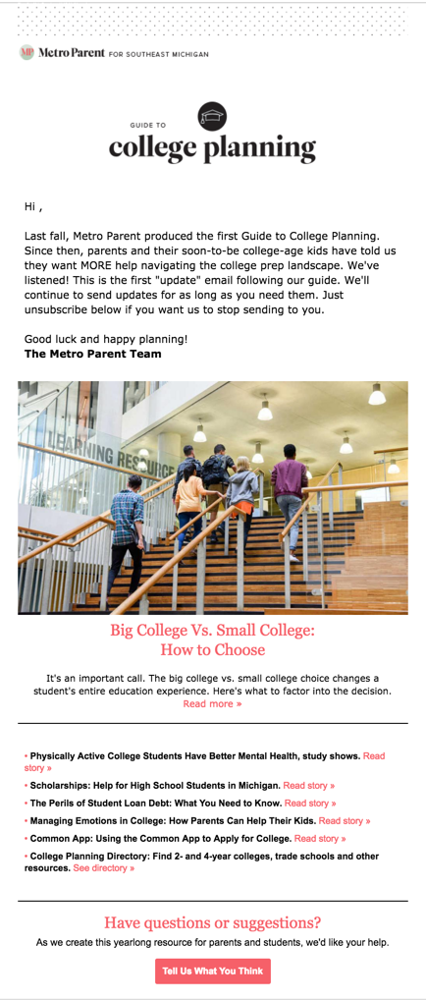 MP Metro Parent FOR SOUTHEAST MICHIGAN
GUIDE TO
college planning
Hi ,
Last fall, Metro Parent produced the first Guide to College Planning.
Since then, parents and their soon-to-be college-age kids have told us
they want MORE help navigating the college prep landscape. We've
listened! This is the first "update" email following our guide. We'll
continue to send updates for as long as you need them. Just
unsubscribe below if you want us to stop sending to you.
Good luck and happy planning!
The Metro Parent Team
LEARNING RESOURCE
Big College Vs. Small College:
How to Choose
It's an important call. The big college vs. small college choice changes a
student's entire education experience. Here's what to factor into the decision.
Read more »
• Physically Active College Students Have Better Mental Health, study shows. Read
story »
• Scholarships: Help for High School Students in Michigan. Read story »
• The Perils of Student Loan Debt: What You Need to Know. Read story »
• Managing Emotions in College: How Parents Can Help Their Kids. Read story »
• Common App: Using the Common App to Apply for College. Read story »
• College Planning Directory: Find 2- and 4-year colleges, trade schools and other
resources. See directory »
Have questions or suggestions?
As we create this yearlong resource for parents and students, we'd like your help.
Tell Us What You Think